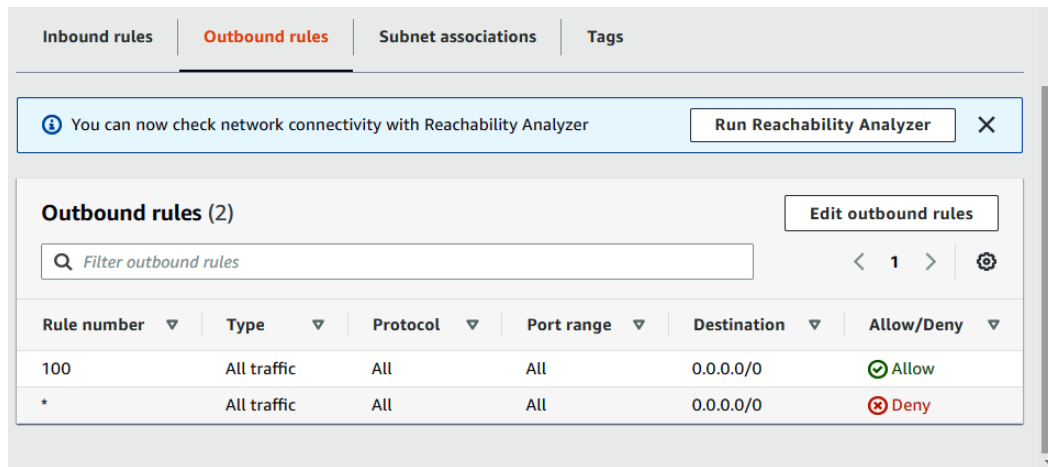 Inbound rules Outbound rules Subnet associations Tags
You can now check network connectivity with Reachability Analyzer Run Reachability Analyzer
Outbound rules (2) Edit outbound rules
Filter outbound rules 1
Rule number Type Protocol Port range Destination Allow/Deny
100 All traffic All All 0.0.0.0/0 Allow
* All traffic All All 0.0.0.0/0 Deny